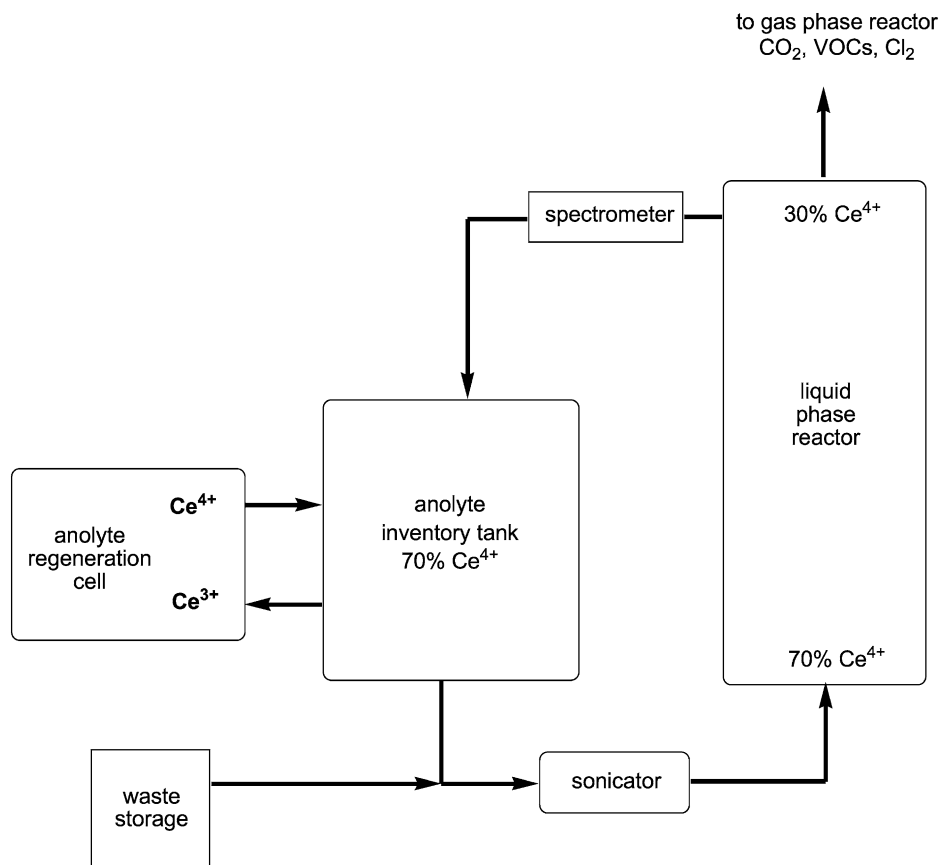 to gas phase reactor
CO₂, VOCs, Cl₂
spectrometer
30% Ce⁴⁺
liquid
phase
reactor
Ce⁴⁺
anolyte
regeneration
cell
Ce³⁺
anolyte
inventory tank
70% Ce⁴⁺
70% Ce⁴⁺
waste
storage
sonicator